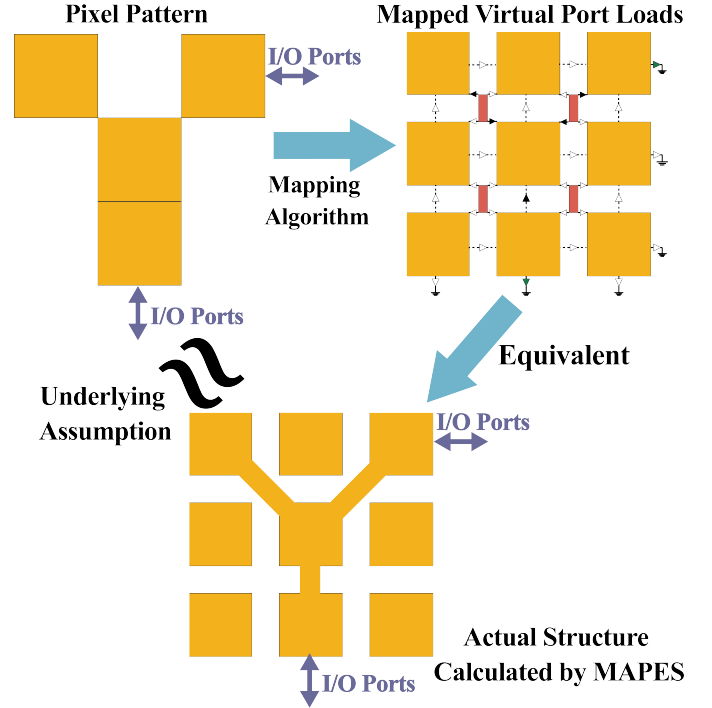 Pixel Pattern
I/O Ports
Mapped Virtual Port Loads
Mapping
Algorithm
I/O Ports
Equivalent
Underlying
Assumption
I/O Ports
Actual Structure
Calculated by MAPES
I/O Ports